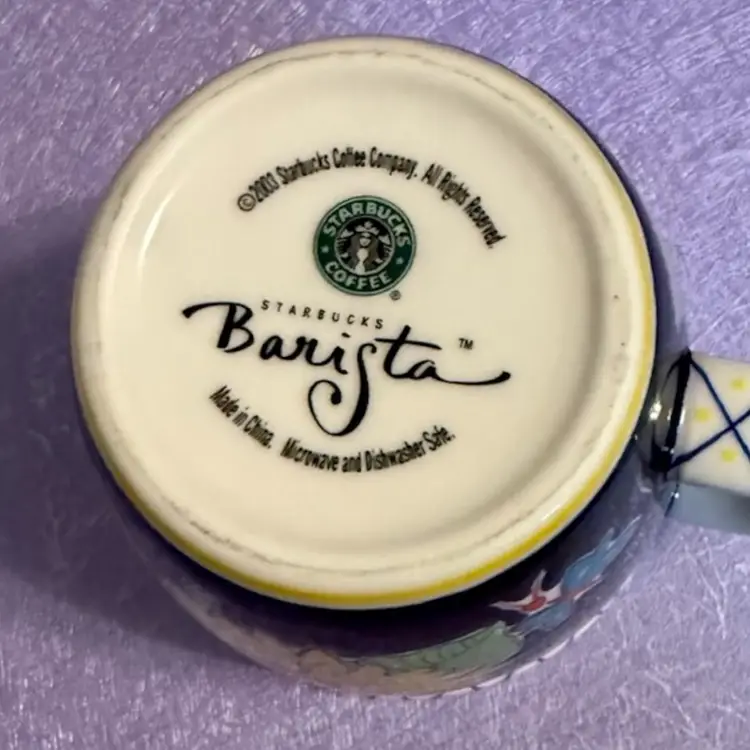 ©2003 Starbucks Coffee Company. All Rights Reserved.
STARBUCKS
COFFEE
®
STARBUCKS
Barista™
Made in China. Microwave and Dishwasher Safe.